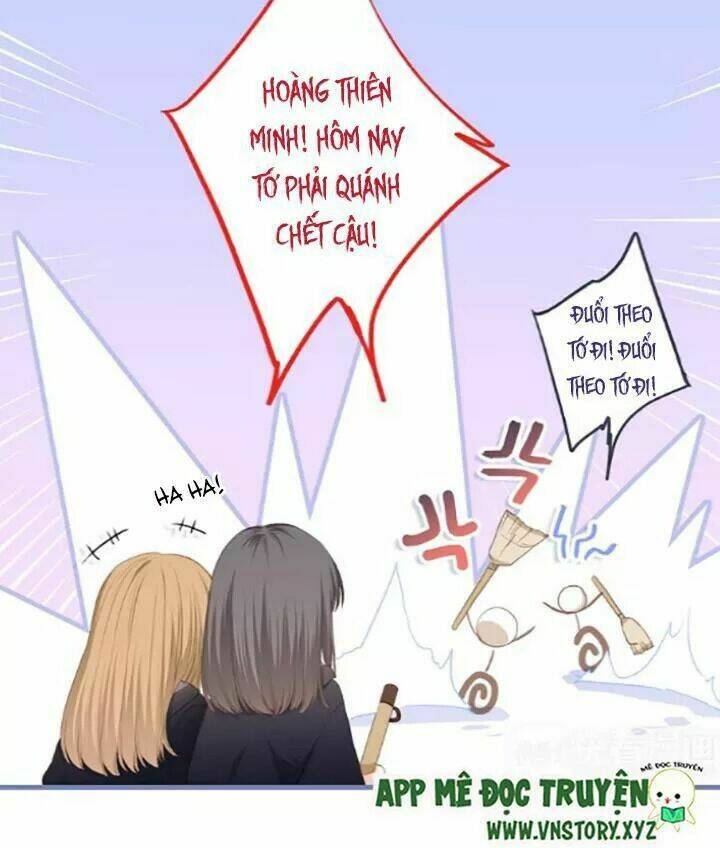 HOÀNG THIÊN
MINH! HÔM NAY
TỚ PHẢI QUÁNH
CHẾT CẬU!
ĐUỔI THEO
TỚ ĐI! ĐUỔI
THEO TỚ ĐI!
HA HA!
MÊ ĐỌC TRUYỆN
APP MÊ ĐỌC TRUYỆN
WWW.VNSTORY.XYZ